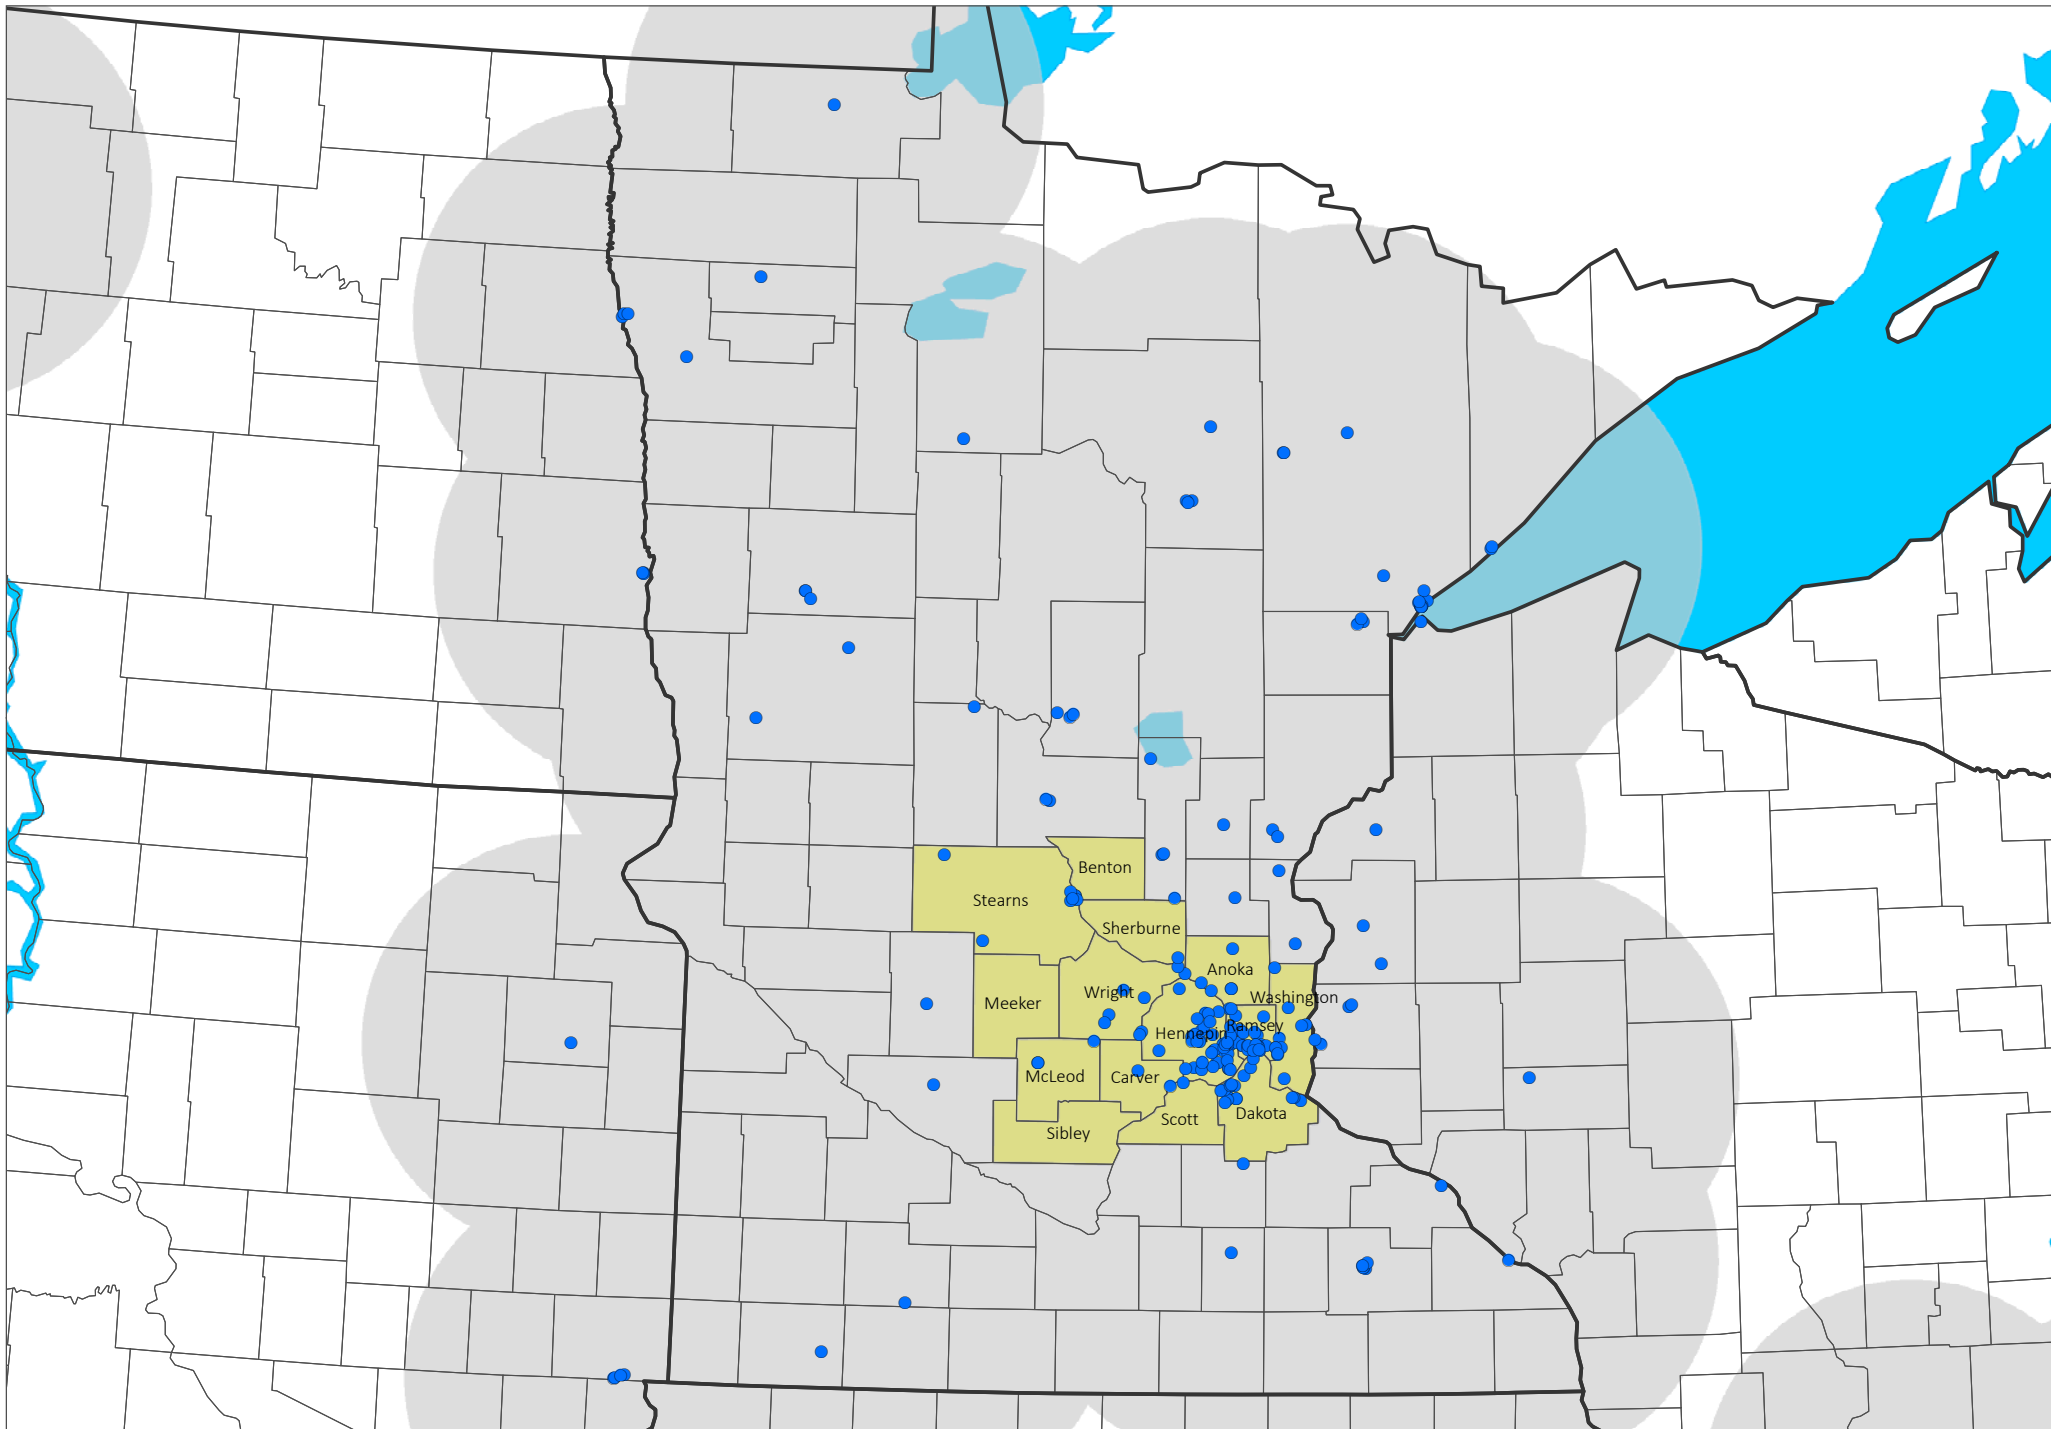 Benton
Stearns
Sherburne
Anoka
Wright
Washington
Meeker
Ramsey
Hennepin
McLeod
Carver
Dakota
Scott
Sibley